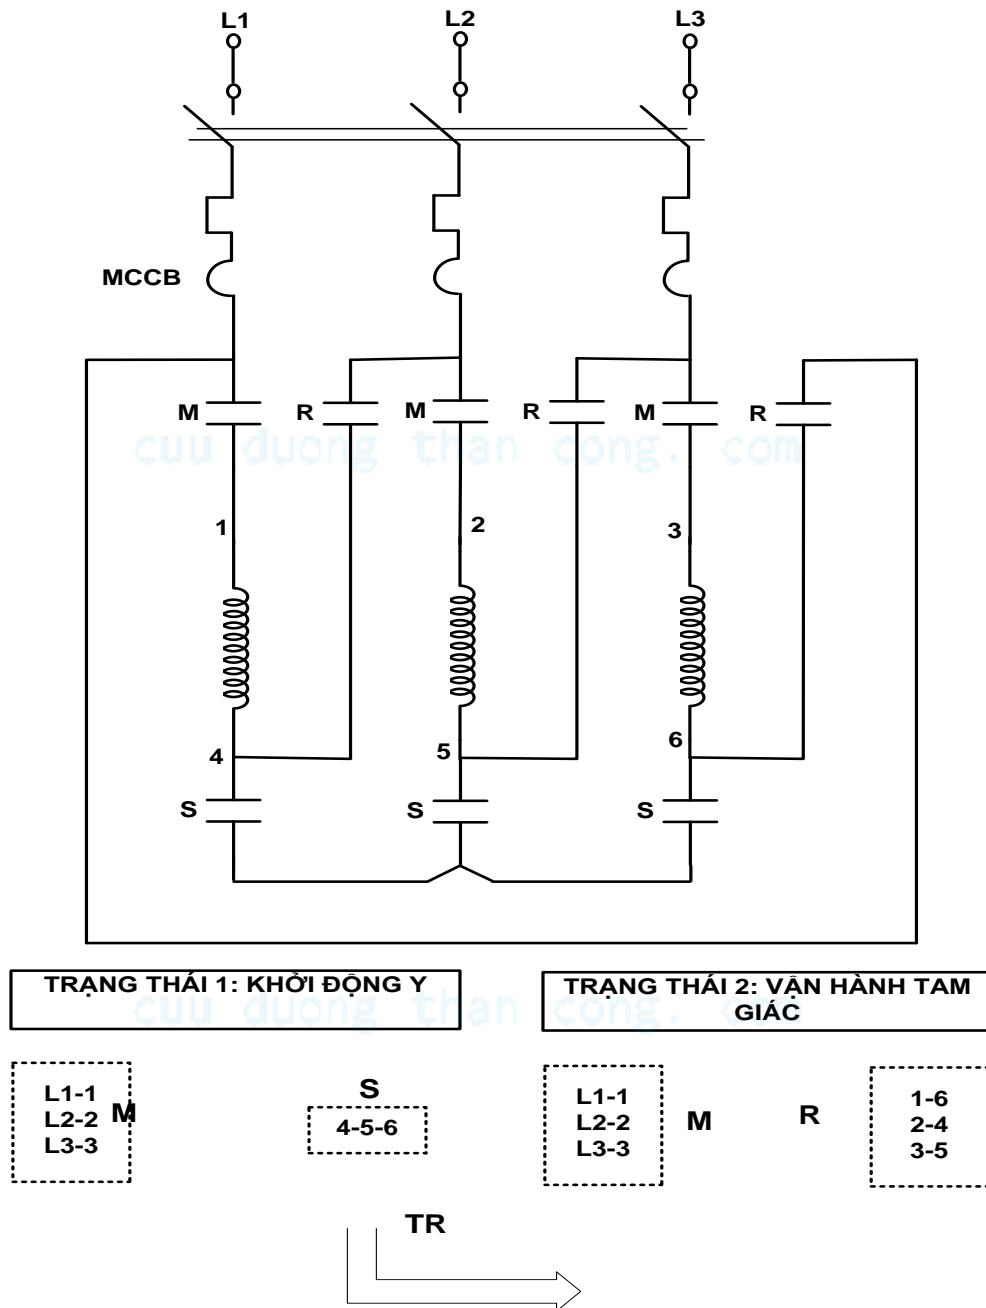 L1 L2 L3
MCCB
M R M R M R
cuu duong than cong. com
1 2 3
4 5 6
S S S
TRẠNG THÁI 1: KHỞI ĐỘNG Y
TRẠNG THÁI 2: VẬN HÀNH TAM
GIÁC
cuu duong than cong. com
L1-1
L2-2
L3-3
M
S
4-5-6
L1-1
L2-2
L3-3
M
R
1-6
2-4
3-5
TR